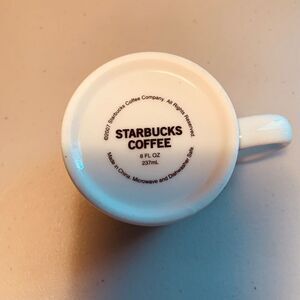 ©2007 Starbucks Coffee Company. All Rights Reserved.
STARBUCKS
COFFEE
8 FL OZ
237mL
Made in China. Microwave and Dishwasher Safe